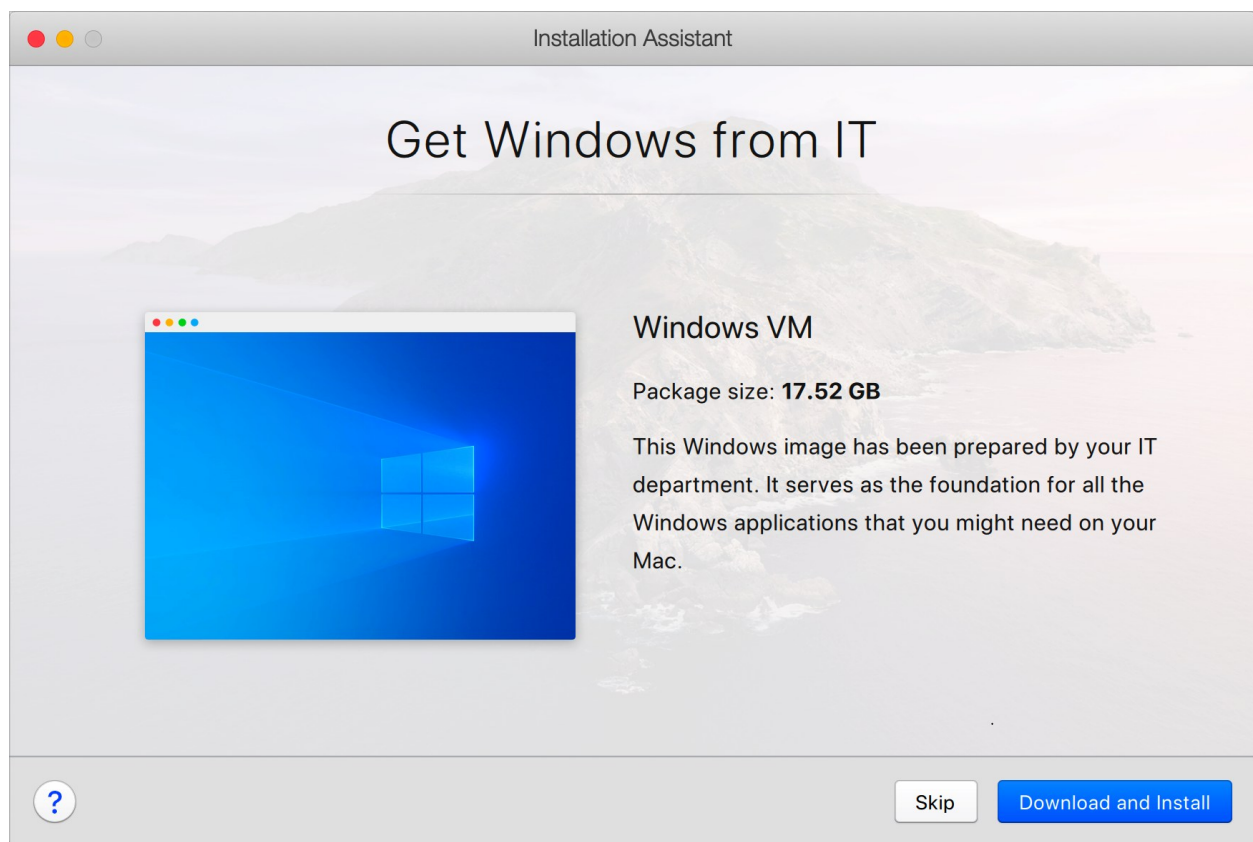 Installation Assistant
Get Windows from IT
Windows VM
Package size: 17.52 GB
This Windows image has been prepared by your IT
department. It serves as the foundation for all the
Windows applications that you might need on your
Mac.
.
?
Skip
Download and Install